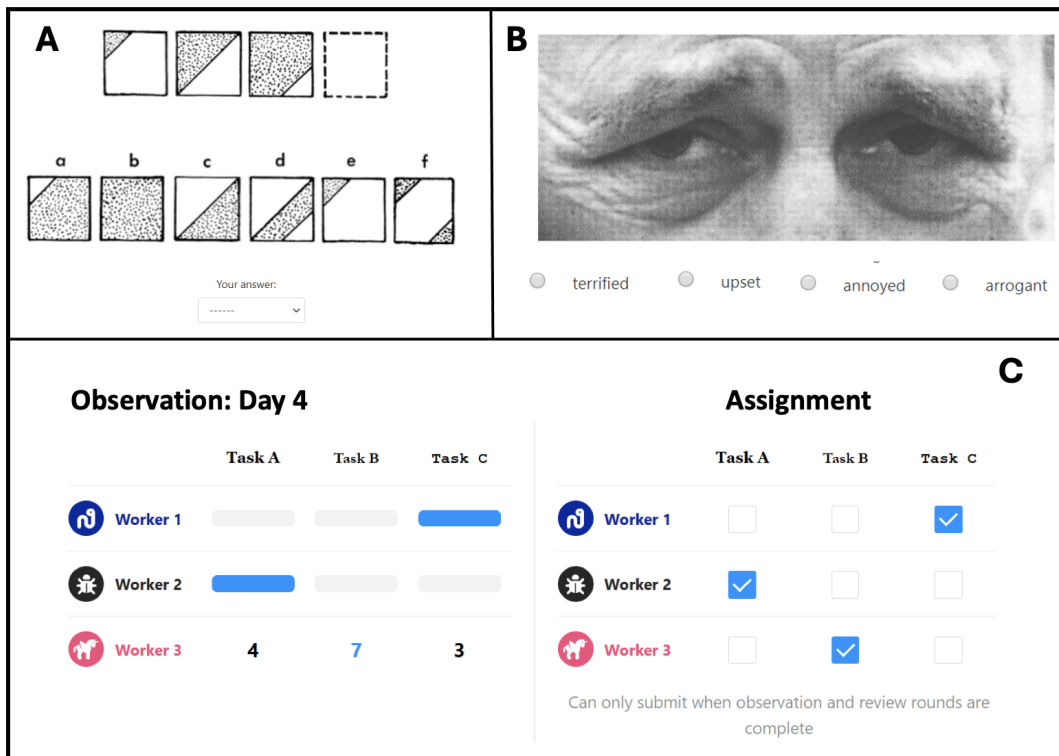 A
a b c d e f
Your answer:
------
B
terrified upset annoyed arrogant
C
Observation: Day 4
Task A Task B Task C
Worker 1
Worker 2
Worker 3 4 7 3
Assignment
Task A Task B Task C
Worker 1
Worker 2
Worker 3
Can only submit when observation and review rounds are
complete